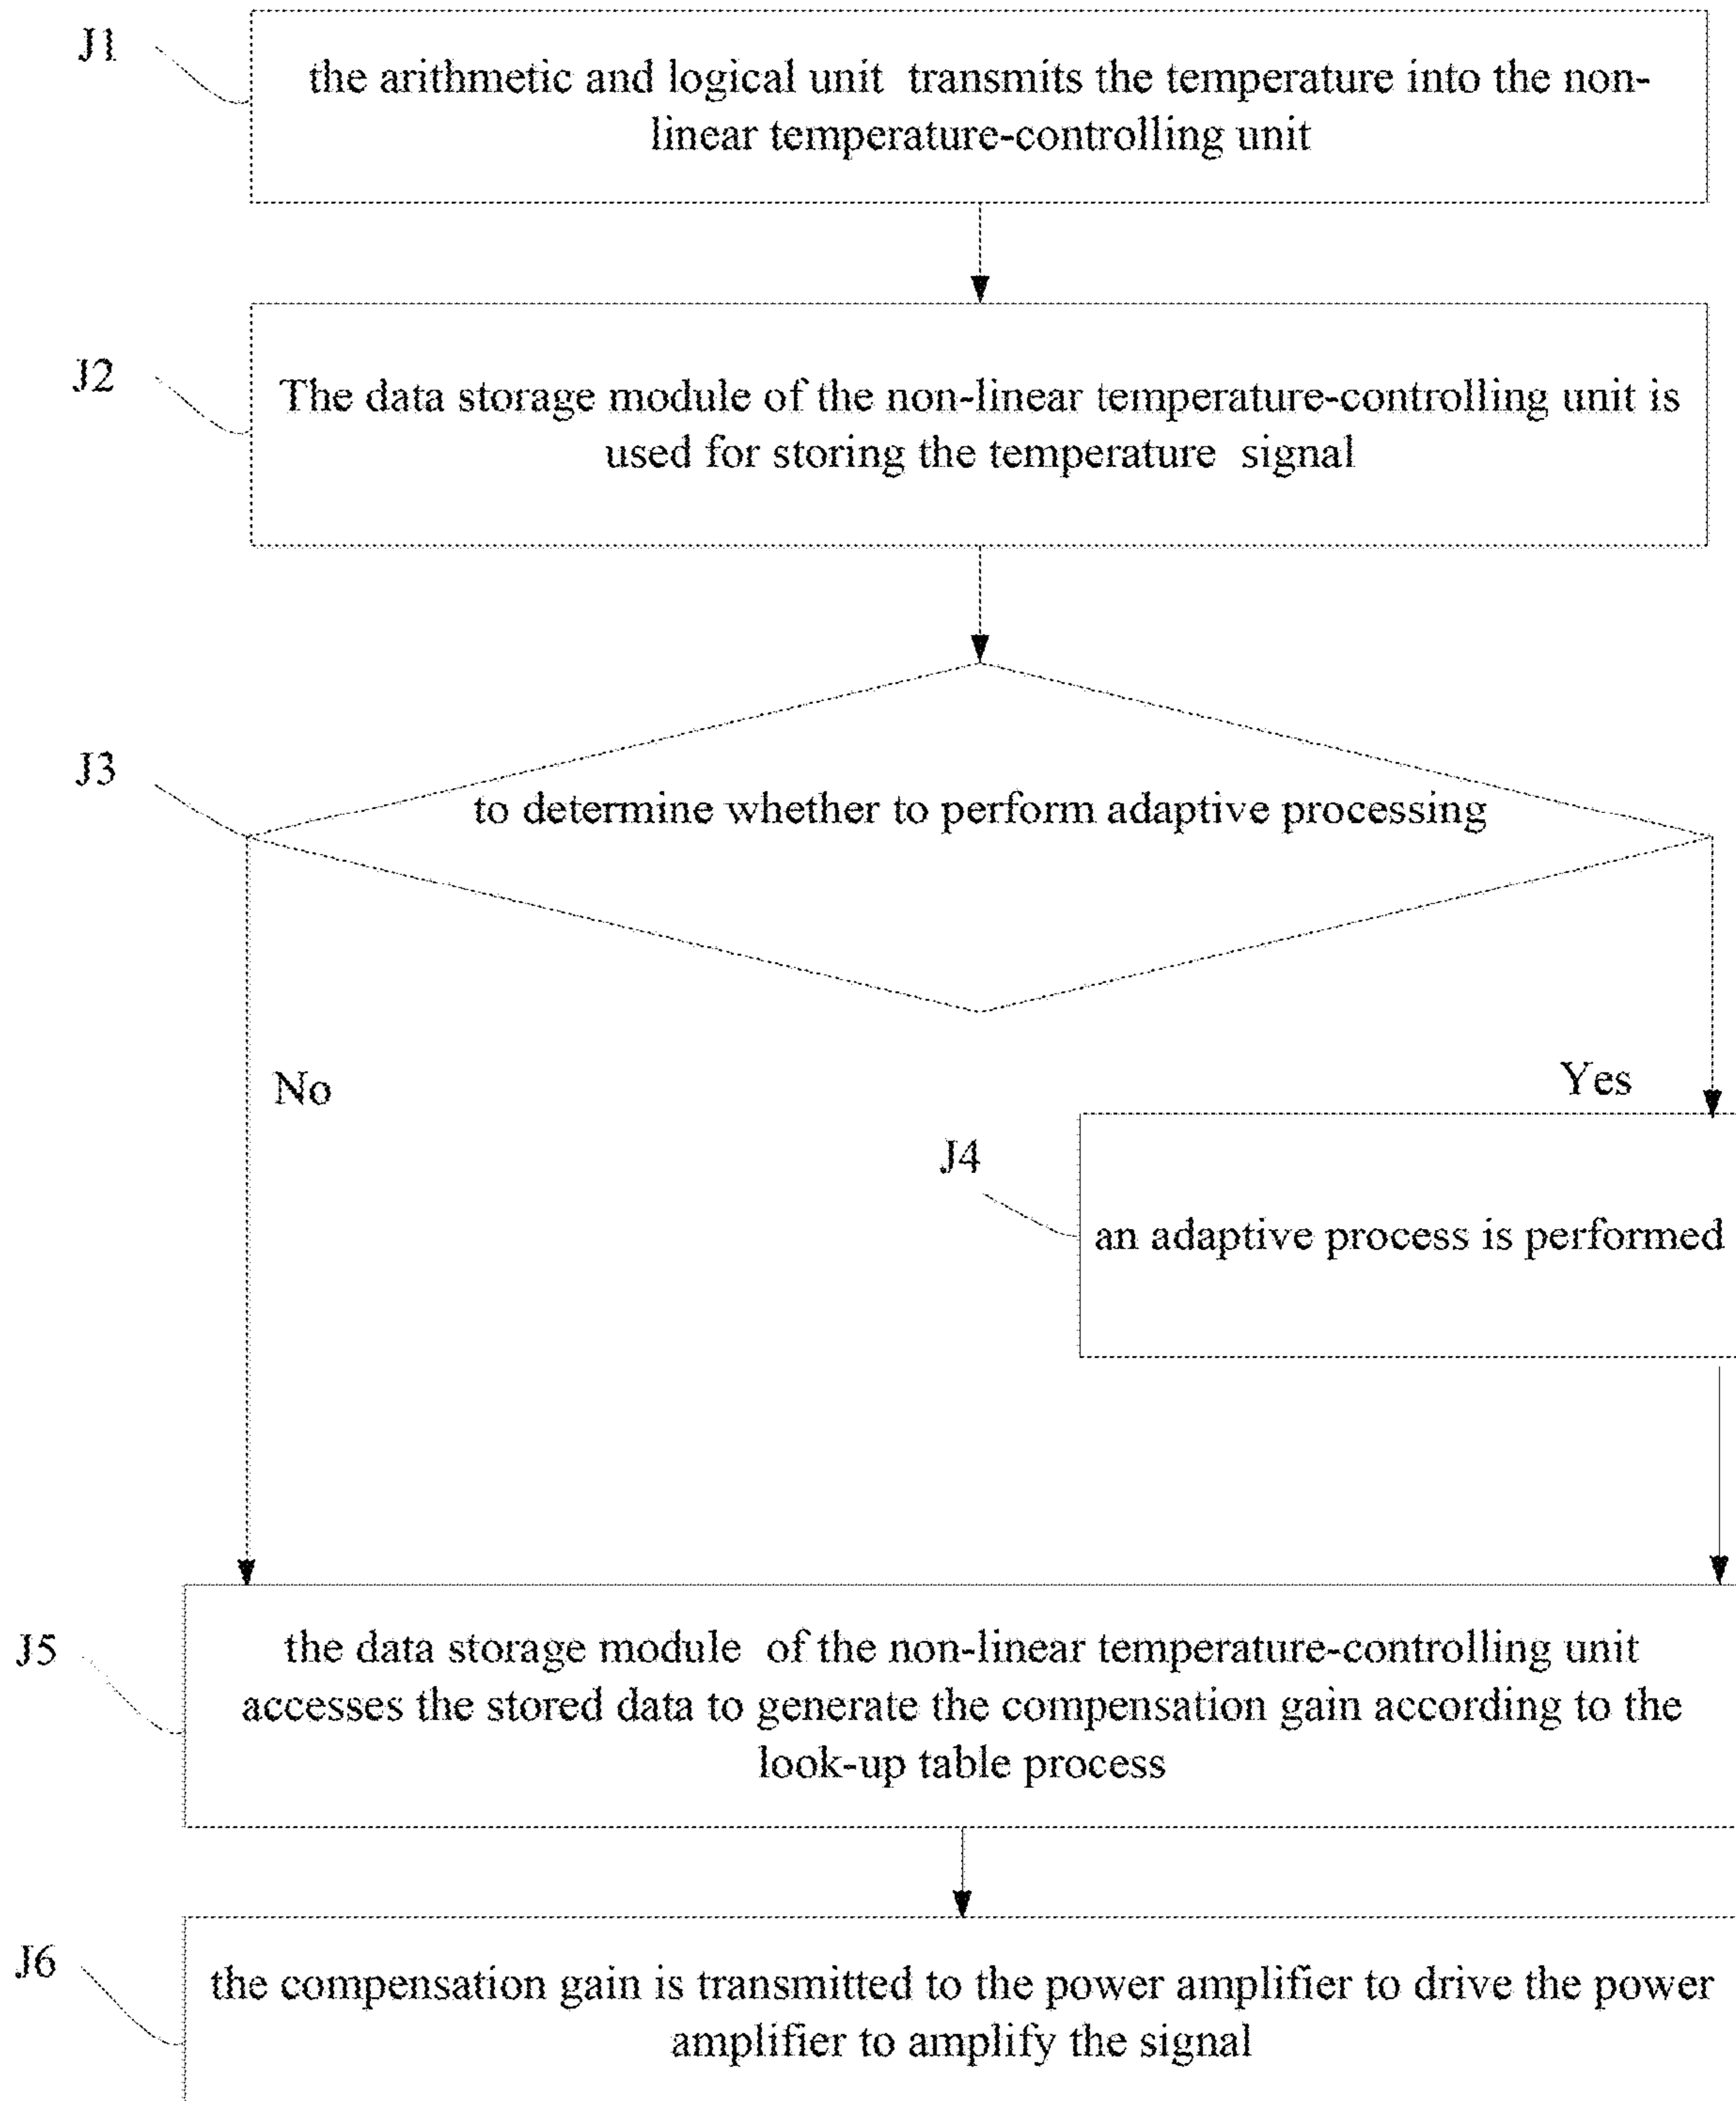 J1
the arithmetic and logical unit transmits the temperature into the non-
linear temperature-controlling unit
J2
The data storage module of the non-linear temperature-controlling unit is
used for storing the temperature signal
J3
to determine whether to perform adaptive processing
No
Yes
J4
an adaptive process is performed
J5
the data storage module of the non-linear temperature-controlling unit
accesses the stored data to generate the compensation gain according to the
look-up table process
J6
the compensation gain is transmitted to the power amplifier to drive the power
amplifier to amplify the signal